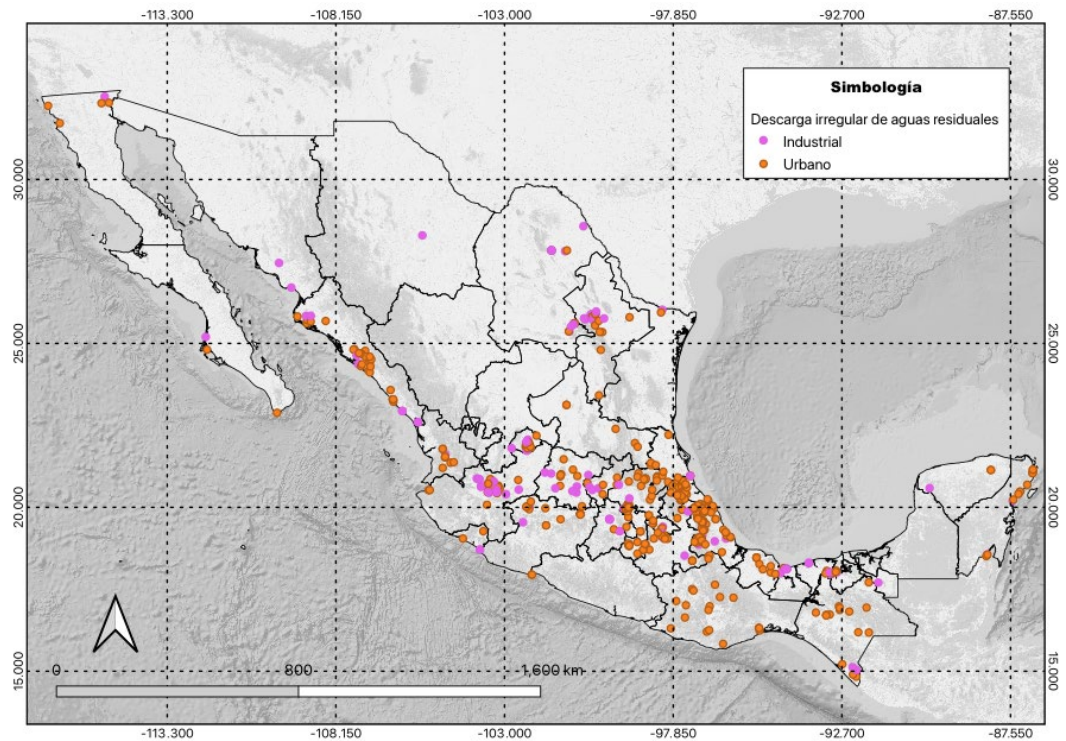 -113.300 -108.150 -103.000 -97.850 -92.700 -87.550
Simbología
Descarga irregular de aguas residuales
Industrial
Urbano
30.000 30.000
25.000 25.000
20.000 20.000
15.000 15.000
0 800 1,600 km
-113.300 -108.150 -103.000 -97.850 -92.700 -87.550